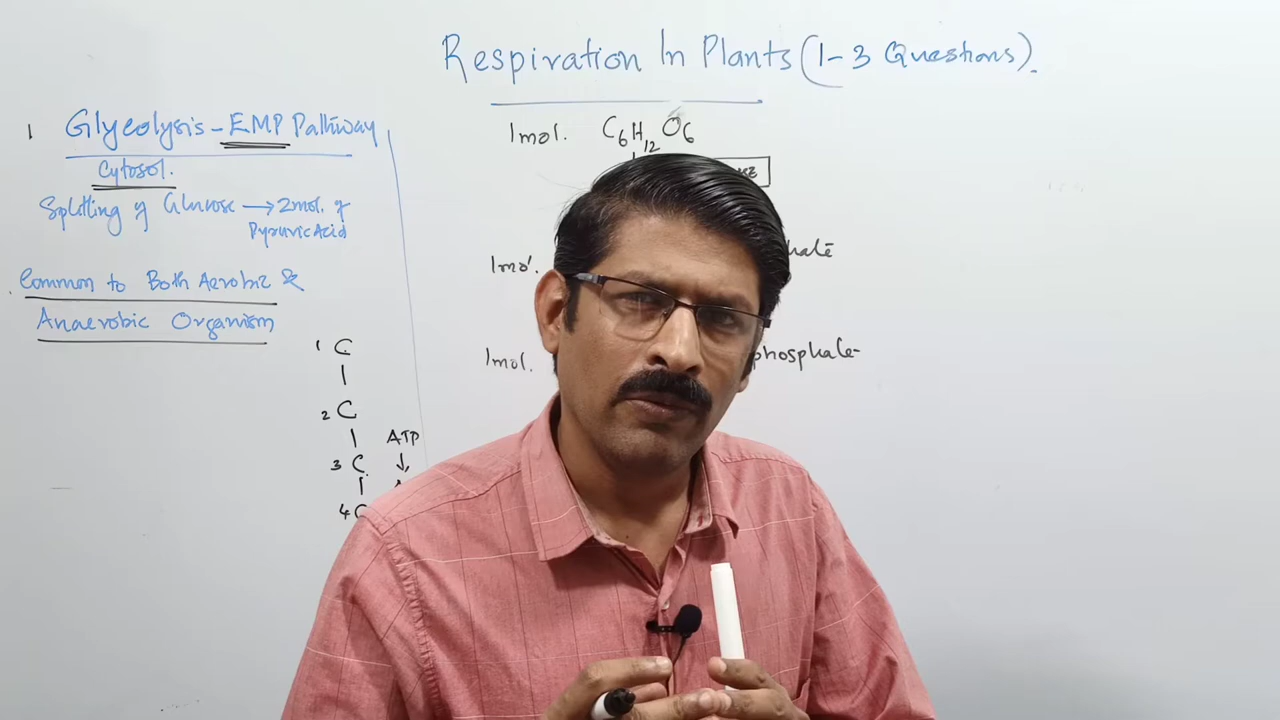 Respiration In Plants (1-3 Questions).
1 Glycolysis - EMP Pathway
Cytosol.
Splitting of Glucose → 2mol. of
Pyruvic Acid
Common to Both Aerobic &
Anaerobic Organism
1 C
2 C
3 C
4 C
ATP
1mol. C6H12O6
1mol.
1mol. phosphate